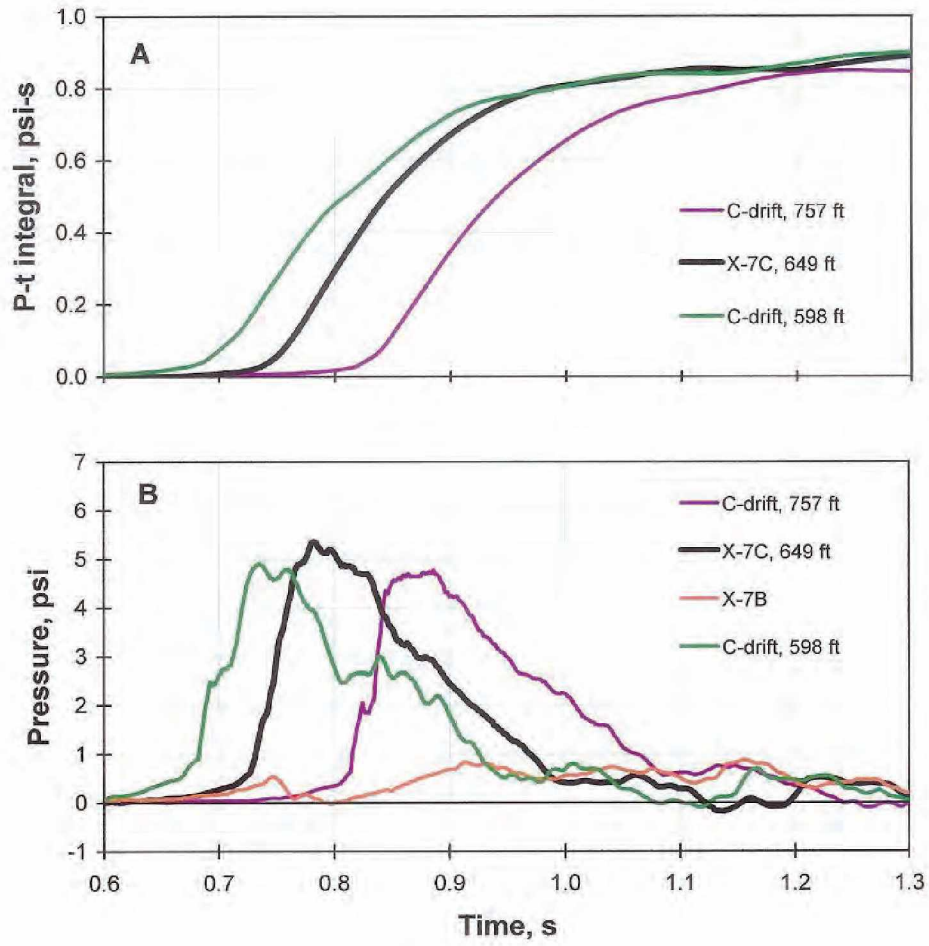 A
P-t integral, psi-s
1.0
0.8
0.6
0.4
0.2
0.0
C-drift, 757 ft
X-7C, 649 ft
C-drift, 598 ft
B
Pressure, psi
7
6
5
4
3
2
1
0
-1
C-drift, 757 ft
X-7C, 649 ft
X-7B
C-drift, 598 ft
0.6 0.7 0.8 0.9 1.0 1.1 1.2 1.3
Time, s